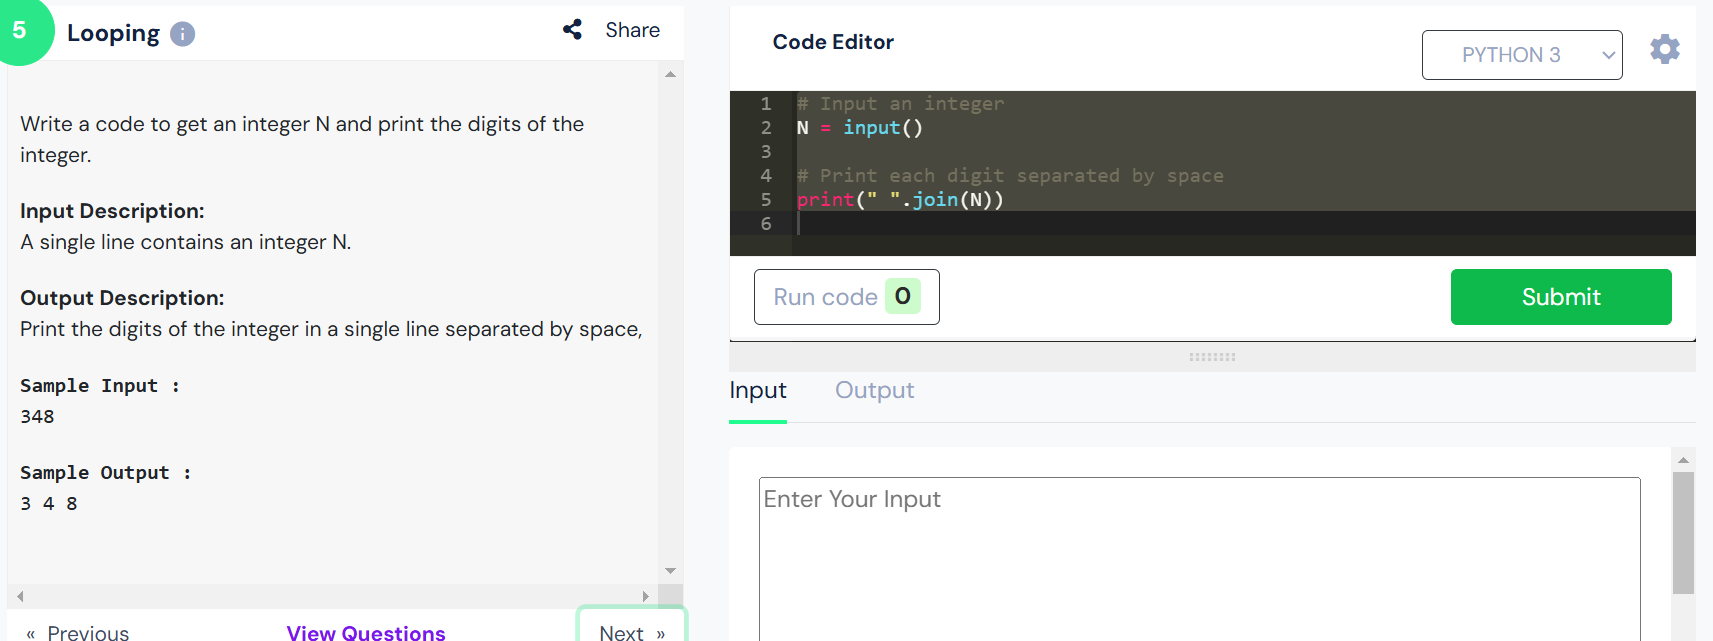 5
Looping
Share
Write a code to get an integer N and print the digits of the
integer.
Input Description:
A single line contains an integer N.
Output Description:
Print the digits of the integer in a single line separated by space,
Sample Input :
348
Sample Output :
3 4 8
« Previous
View Questions
Next »
Code Editor
PYTHON 3
1 # Input an integer
2 N = input()
3
4 # Print each digit separated by space
5 print(" ".join(N))
6
Run code 0
Submit
Input
Output
Enter Your Input